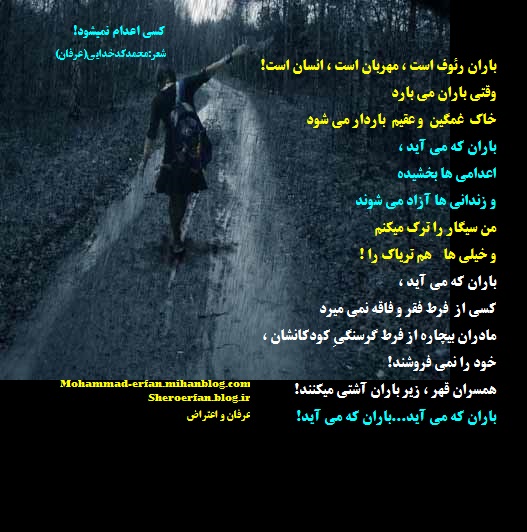 کسی اعدام نمیشود!
شعر:محمدکدخدایی(عرفان)
باران رئوف است ، مهربان است ، انسان است!
وقتی باران می بارد
خاک غمگین و عقیم باردار می شود
باران که می آید ،
اعدامی ها بخشیده
و زندانی ها آزاد می شوند
من سیگار را ترک میکنم
و خیلی ها هم تریاک را !
باران که می آید ،
کسی از فرط فقر و فاقه نمی میرد
مادران بیچاره از فرط گرسنگیِ کودکانشان ،
خود را نمی فروشند!
همسران قهر ، زیر باران آشتی میکنند!
باران که می آید...باران که می آید!
Mohammad-erfan.mihanblog.com
Sheroerfan.blog.ir
عرفان و اعتراض